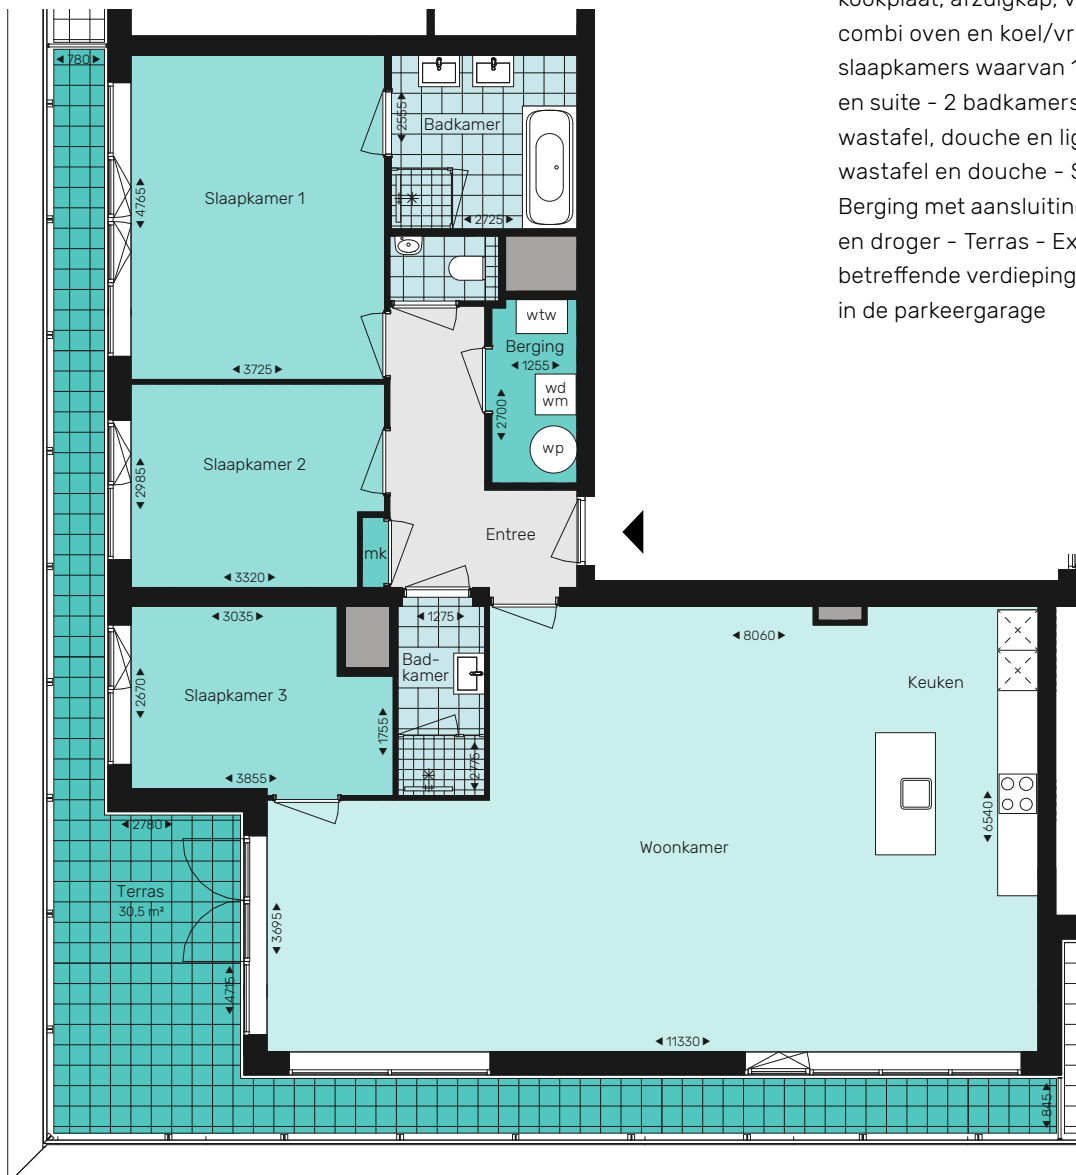 kookplaat, afzuigkap,
combi oven en koel/vr
slaapkamers waarvan 1
en suite - 2 badkamers
wastafel, douche en lig
wastafel en douche - S
Berging met aansluitin
en droger - Terras - Ex
betreffende verdieping
in de parkeergarage
780
2555
Badkamer
2725
4765
Slaapkamer 1
3725
wtw
Berging
1255
wd
wm
2700
wp
Slaapkamer 2
2985
3320
mk
Entree
3035
1275
8060
Bad-
kamer
Keuken
2670
Slaapkamer 3
1755
2775
3855
2780
6540
Woonkamer
Terras
30,5 m²
3695
4715
11330
845